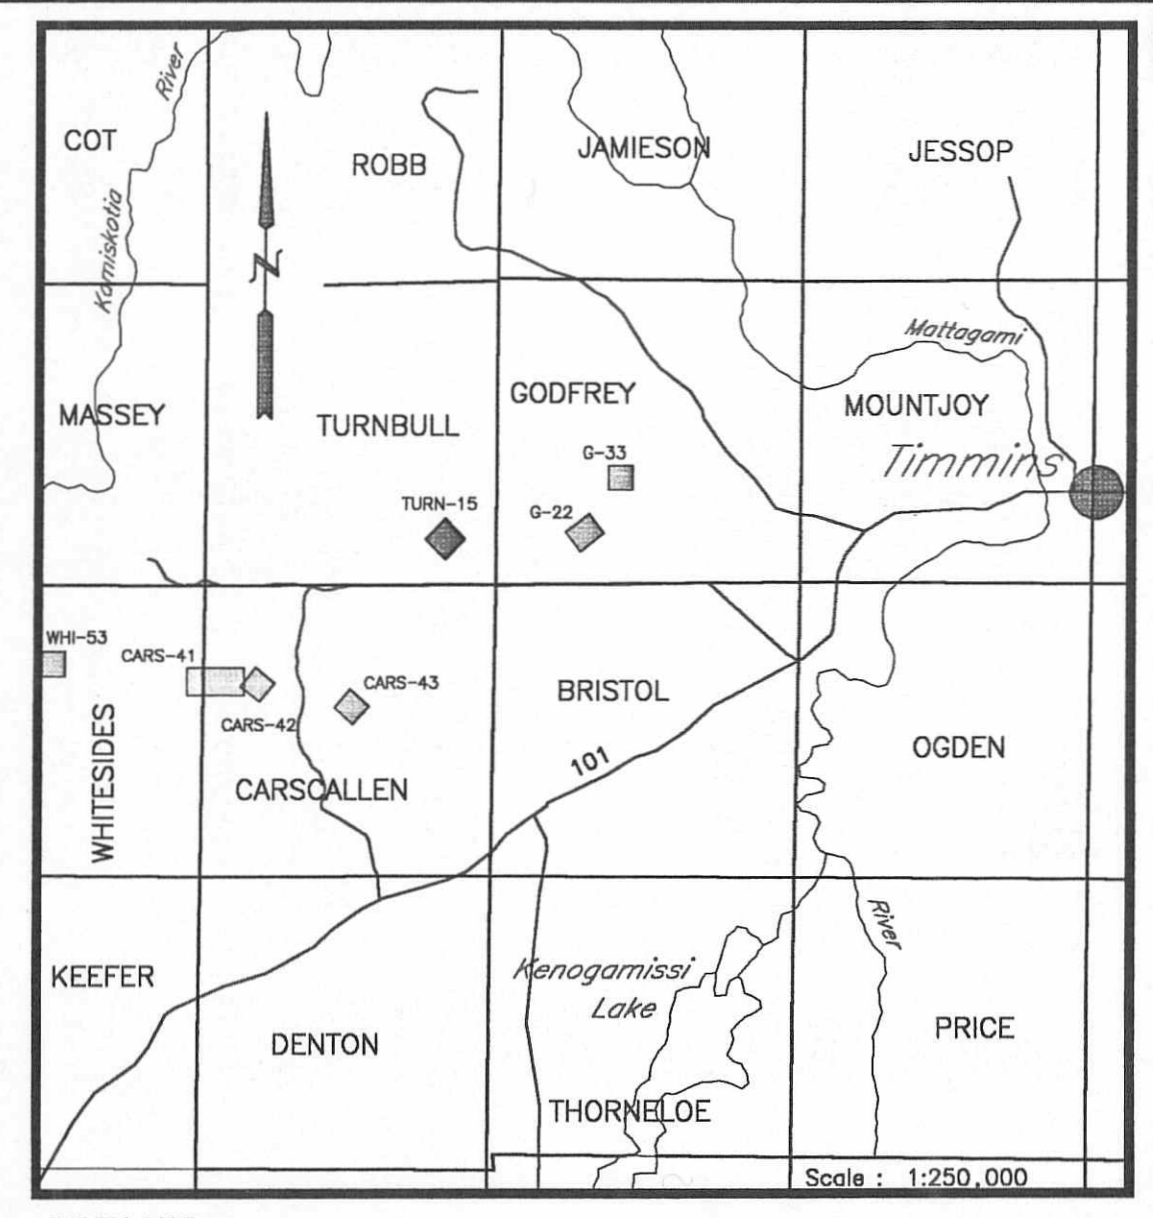 River
COT
ROBB
JAMIESON
JESSOP
Kamiskotia
N
Mattagami
MASSEY
TURNBULL
GODFREY
MOUNTJOY
G-33
Timmins
TURN-15
G-22
WHI-53
CARS-41
CARS-43
CARS-42
BRISTOL
WHITESIDES
CARSCALLEN
101
OGDEN
River
KEEFER
Kenogamissi
Lake
DENTON
PRICE
THORNELOE
Scale : 1:250,000